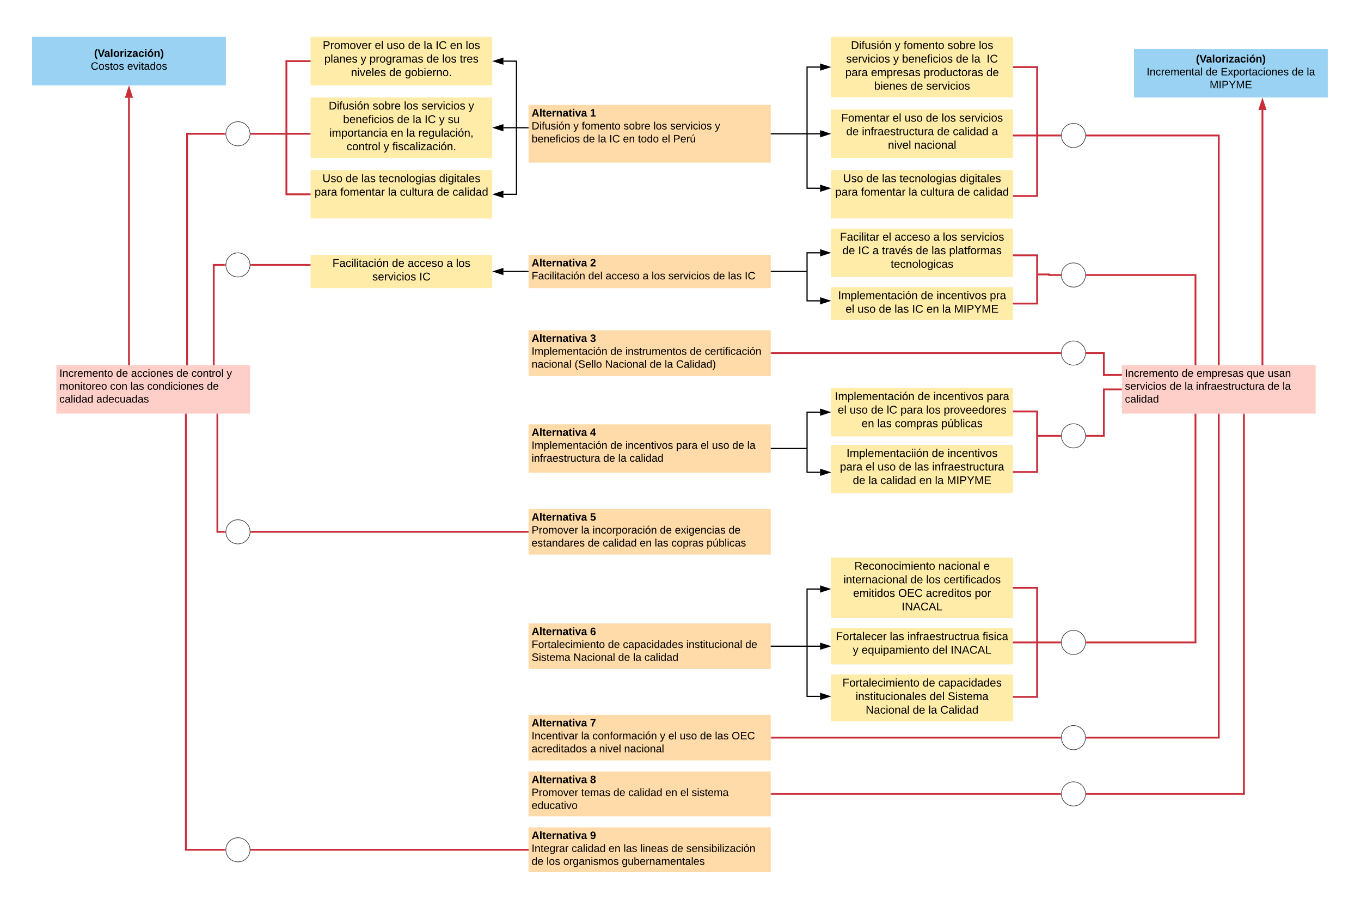 (Valorización)
Costos evitados
Promover el uso de la IC en los
planes y programas de los tres
niveles de gobierno.
Difusión sobre los servicios y
beneficios de la IC y su
importancia en la regulación,
control y fiscalización.
Uso de las tecnologias digitales
para fomentar la cultura de calidad
Alternativa 1
Difusión y fomento sobre los servicios y
beneficios de la IC en todo el Perú
Difusión y fomento sobre los
servicios y beneficios de la  IC
para empresas productoras de
bienes de servicios
Fomentar el uso de los servicios
de infraestructura de calidad a
nivel nacional
Uso de las tecnologias digitales
para fomentar la cultura de calidad
(Valorización)
Incremental de Exportaciones de la
MIPYME
Facilitación de acceso a los
servicios IC
Alternativa 2
Facilitación del acceso a los servicios de las IC
Facilitar el acceso a los servicios
de IC a través de las platformas
tecnologicas
Implementación de incentivos pra
el uso de las IC en la MIPYME
Alternativa 3
Implementación de instrumentos de certificación
nacional (Sello Nacional de la Calidad)
Incremento de acciones de control y
monitoreo con las condiciones de
calidad adecuadas
Incremento de empresas que usan
servicios de la infraestructura de la
calidad
Alternativa 4
Implementación de incentivos para el uso de la
infraestructura de la calidad
Implementación de incentivos para
el uso de IC para los proveedores
en las compras públicas
Implementaciión de incentivos
para el uso de las infraestructura
de la calidad en la MIPYME
Alternativa 5
Promover la incorporación de exigencias de
estandares de calidad en las copras públicas
Alternativa 6
Fortalecimiento de capacidades institucional de
Sistema Nacional de la calidad
Reconocimiento nacional e
internacional de los certificados
emitidos OEC acreditos por
INACAL
Fortalecer las infraestructrua fisica
y equipamiento del INACAL
Fortalecimiento de capacidades
institucionales del Sistema
Nacional de la Calidad
Alternativa 7
Incentivar la conformación y el uso de las OEC
acreditados a nivel nacional
Alternativa 8
Promover temas de calidad en el sistema
educativo
Alternativa 9
Integrar calidad en las lineas de sensibilización
de los organismos gubernamentales